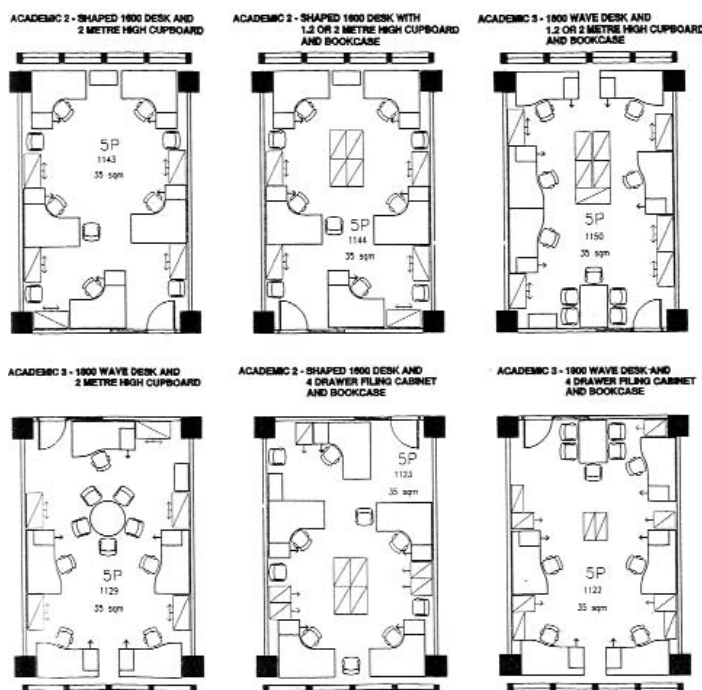 ACADEMIC 2 - SHAPED 1600 DESK AND
2 METRE HIGH CUPBOARD
5P
1143
35 sqm
ACADEMIC 2 - SHAPED 1600 DESK WITH
1.2 OR 2 METRE HIGH CUPBOARD
AND BOOKCASE
5P
1144
35 sqm
ACADEMIC 3 - 1800 WAVE DESK AND
1.2 OR 2 METRE HIGH CUPBOARD
AND BOOKCASE
5P
1150
35 sqm
ACADEMIC 3 - 1800 WAVE DESK AND
2 METRE HIGH CUPBOARD
5P
1129
35 sqm
ACADEMIC 2 - SHAPED 1600 DESK AND
4 DRAWER FILING CABINET
AND BOOKCASE
5P
1123
35 sqm
ACADEMIC 3 - 1800 WAVE DESK AND
4 DRAWER FILING CABINET
AND BOOKCASE
5P
1122
35 sqm